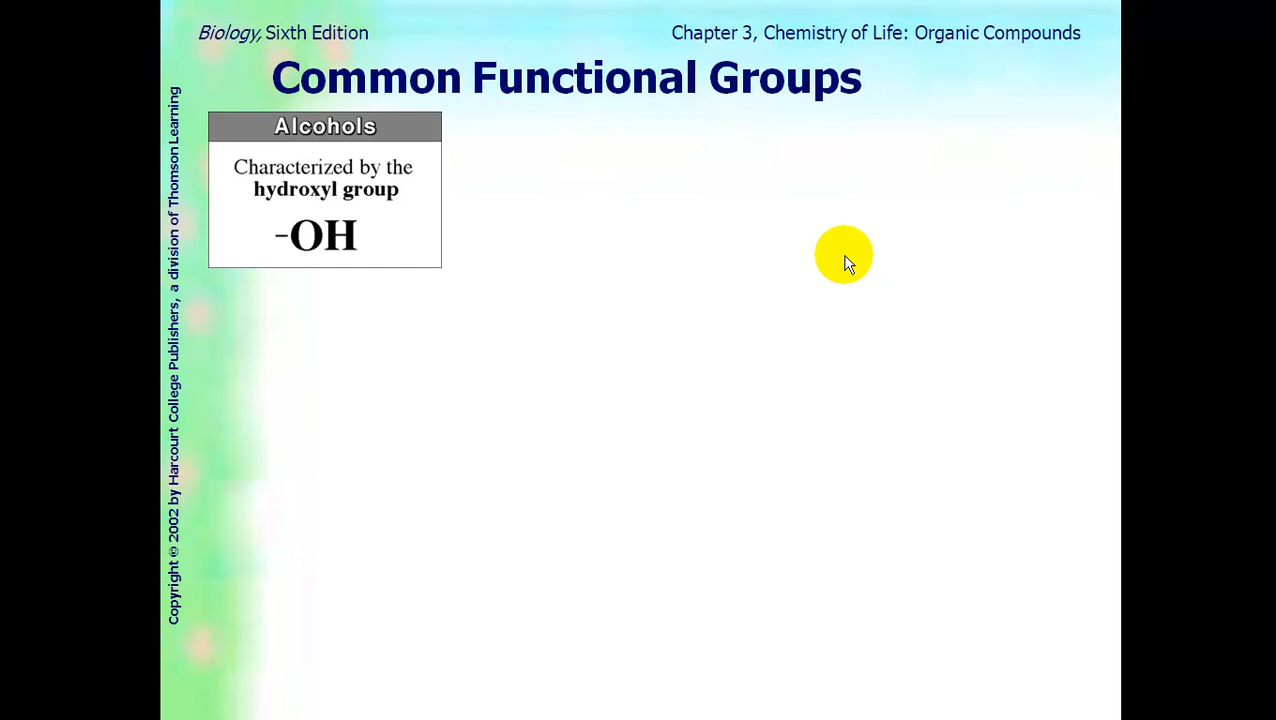 Biology, Sixth Edition
Chapter 3, Chemistry of Life: Organic Compounds
Common Functional Groups
Alcohols
Characterized by the
hydroxyl group
-OH
Copyright © 2002 by Harcourt College Publishers, a division of Thomson Learning